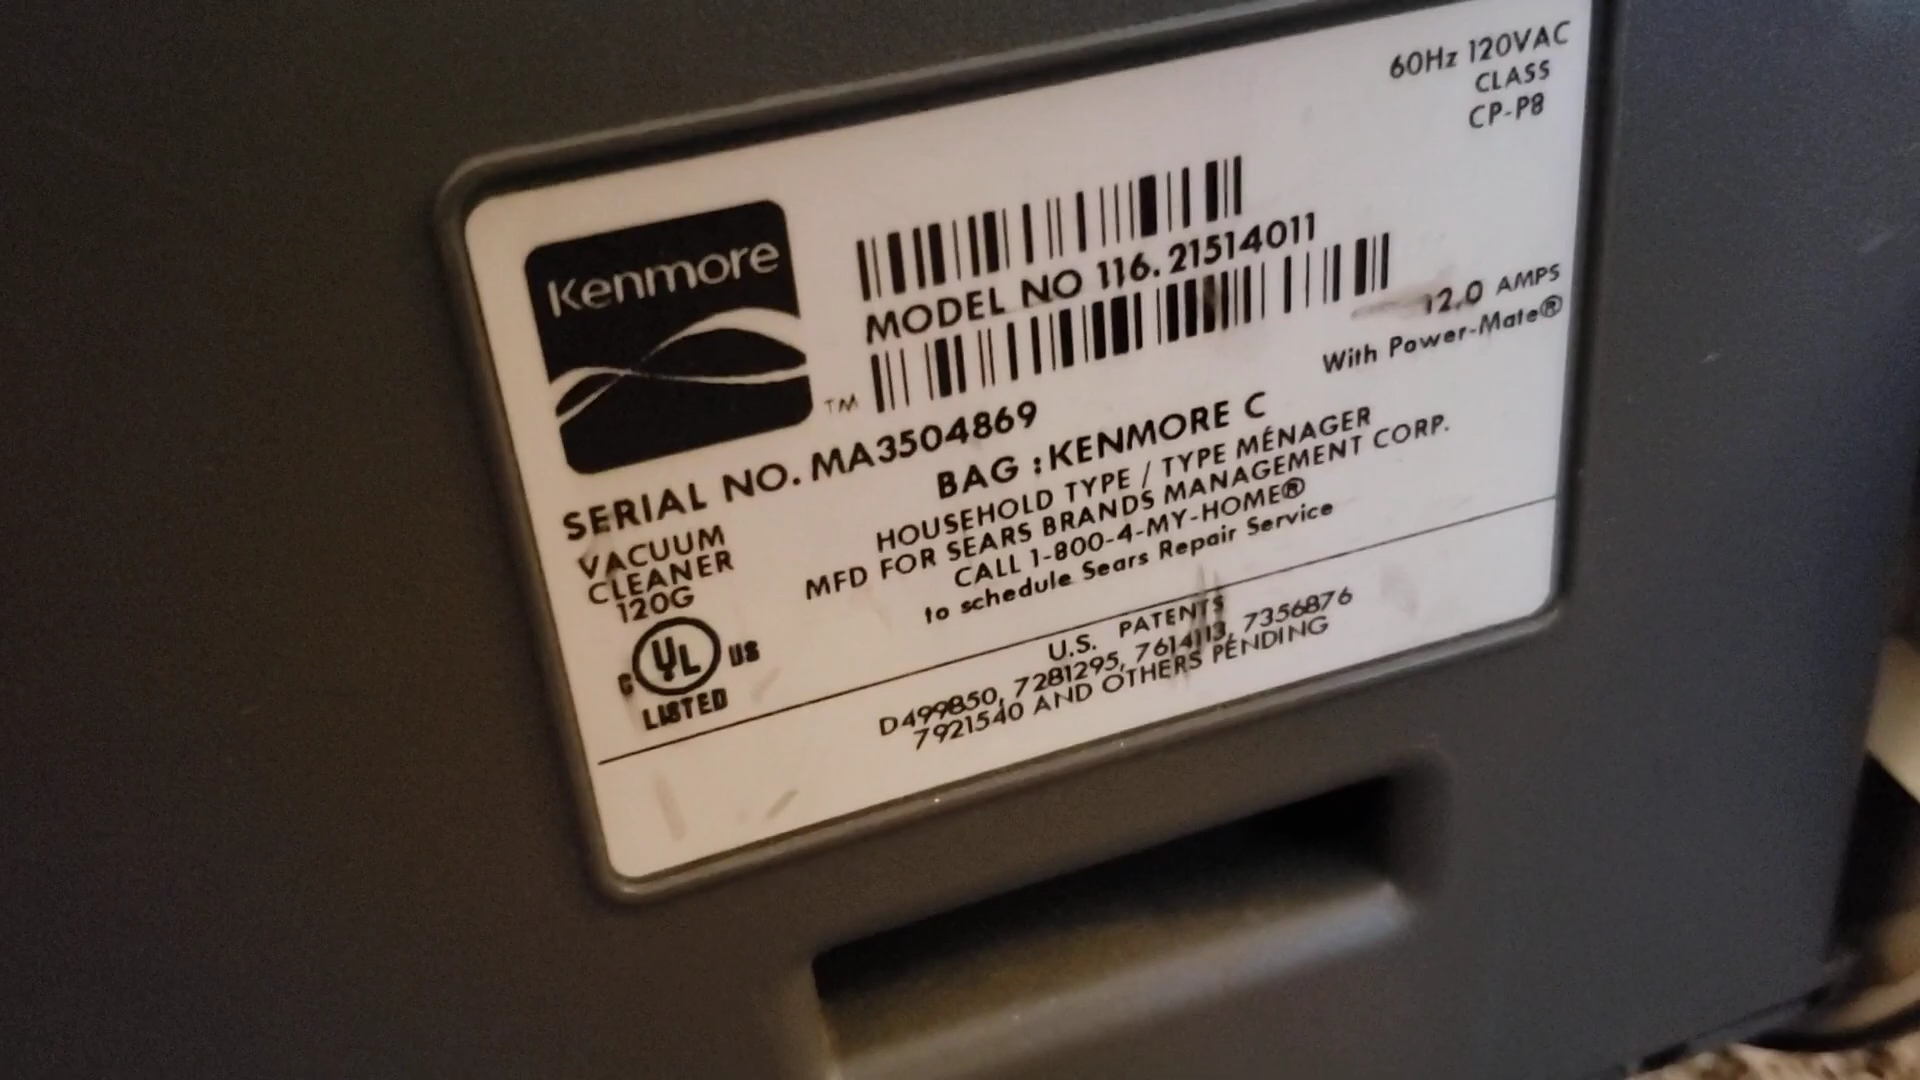 60Hz 120VAC
CLASS
CP-P8
Kenmore
TM
MODEL NO 116.21514011
12.0 AMPS
With Power-Mate®
SERIAL NO. MA3504869
BAG : KENMORE C
HOUSEHOLD TYPE / TYPE MÉNAGER
MFD FOR SEARS BRANDS MANAGEMENT CORP.
CALL 1-800-4-MY-HOME®
to schedule Sears Repair Service
VACUUM
CLEANER
120G
C UL US
LISTED
U.S. PATENTS
D499850, 7281295, 7614113, 7356876
7921540 AND OTHERS PENDING